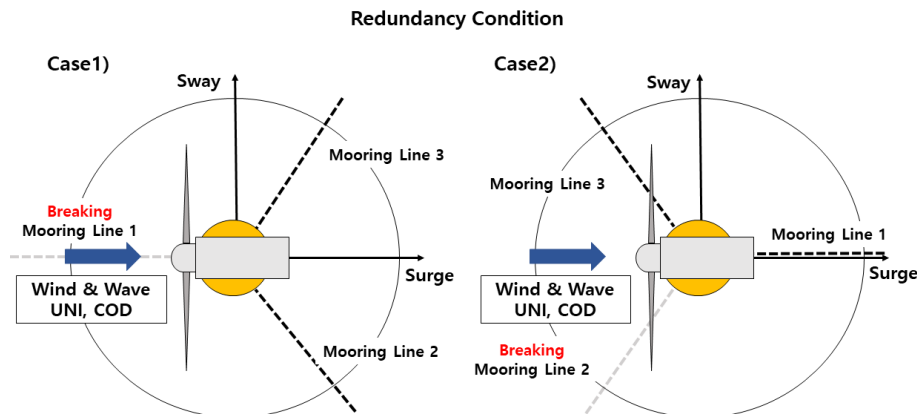 Redundancy Condition
Case1)
Sway
Mooring Line 3
Breaking
Mooring Line 1
Wind & Wave
UNI, COD
Surge
Mooring Line 2
Case2)
Sway
Mooring Line 3
Mooring Line 1
Surge
Wind & Wave
UNI, COD
Breaking
Mooring Line 2